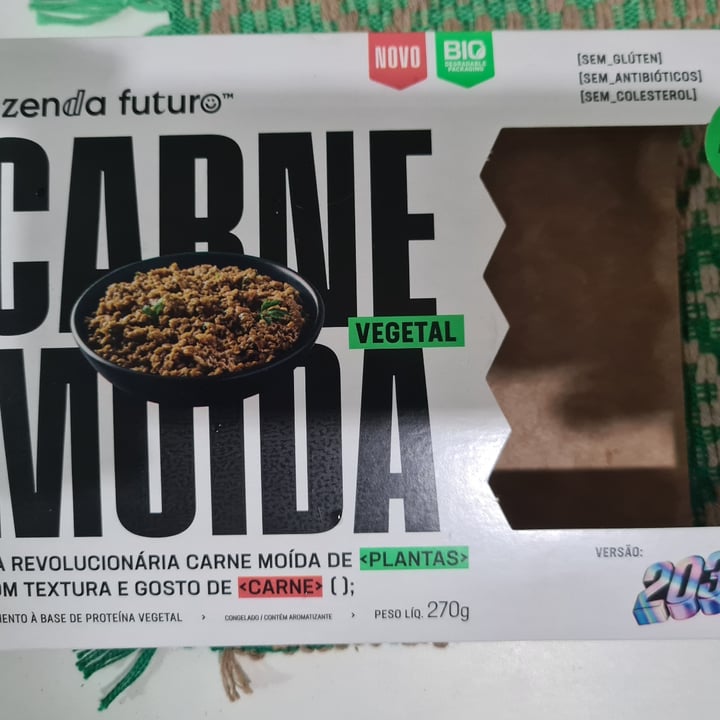 NOVO
BIO
DEGRADABLE
PACKAGING
[SEM_GLÚTEN]
[SEM_ANTIBIÓTICOS]
[SEM_COLESTEROL]
zenda futuro™
CARNE
VEGETAL
MOÍDA
A REVOLUCIONÁRIA CARNE MOÍDA DE <PLANTAS>
OM TEXTURA E GOSTO DE <CARNE> ( );
MENTO À BASE DE PROTEÍNA VEGETAL > CONGELADO / CONTÉM AROMATIZANTE > PESO LÍQ. 270g
VERSÃO:
203